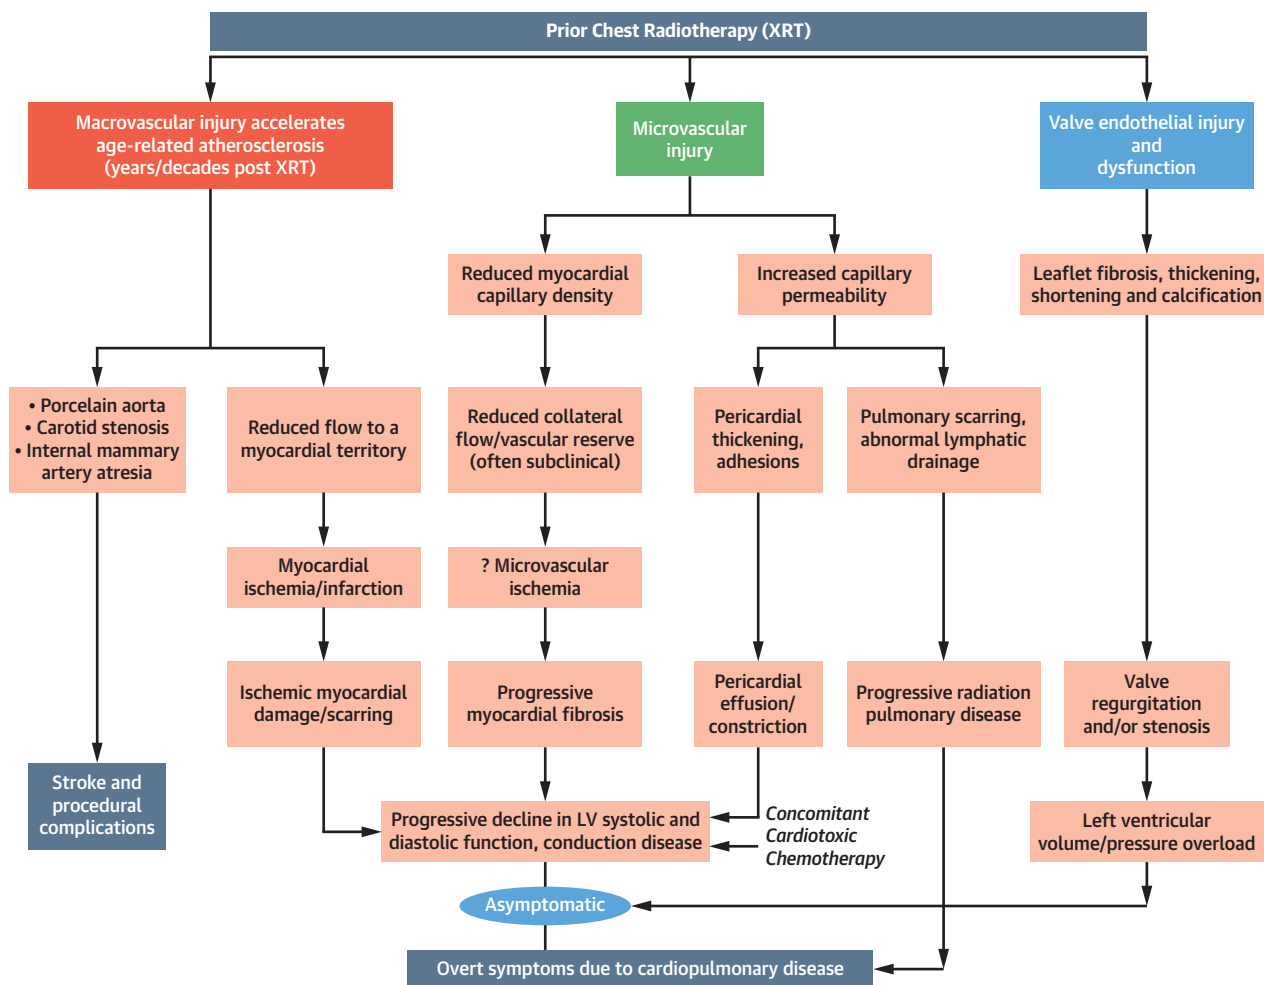 Prior Chest Radiotherapy (XRT)
Macrovascular injury accelerates
age-related atherosclerosis
(years/decades post XRT)
Microvascular
injury
Valve endothelial injury
and
dysfunction
Reduced myocardial
capillary density
Increased capillary
permeability
Leaflet fibrosis, thickening,
shortening and calcification
• Porcelain aorta
• Carotid stenosis
• Internal mammary
artery atresia
Reduced flow to a
myocardial territory
Reduced collateral
flow/vascular reserve
(often subclinical)
Pericardial
thickening,
adhesions
Pulmonary scarring,
abnormal lymphatic
drainage
Myocardial
ischemia/infarction
? Microvascular
ischemia
Ischemic myocardial
damage/scarring
Progressive
myocardial fibrosis
Pericardial
effusion/
constriction
Progressive radiation
pulmonary disease
Valve
regurgitation
and/or stenosis
Stroke and
procedural
complications
Progressive decline in LV systolic and
diastolic function, conduction disease
Concomitant
Cardiotoxic
Chemotherapy
Left ventricular
volume/pressure overload
Asymptomatic
Overt symptoms due to cardiopulmonary disease